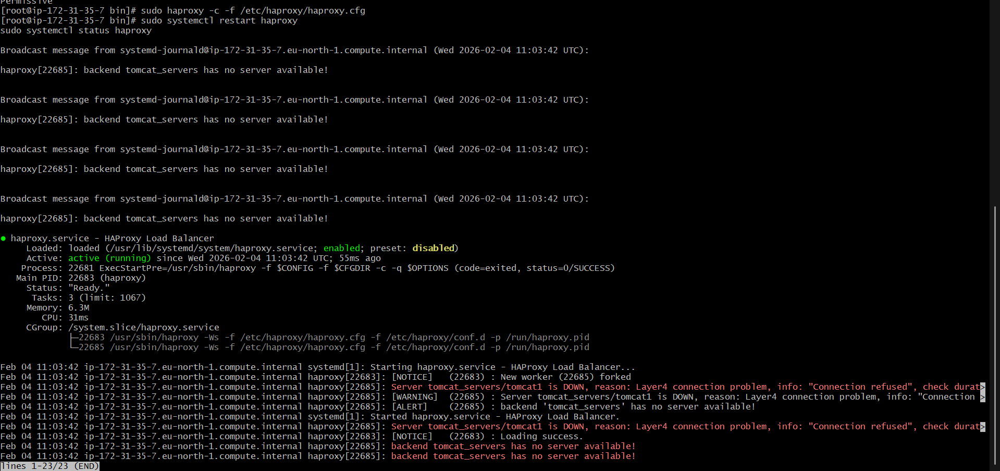 Permissive
[root@ip-172-31-35-7 bin]# sudo haproxy -c -f /etc/haproxy/haproxy.cfg
[root@ip-172-31-35-7 bin]# sudo systemctl restart haproxy
sudo systemctl status haproxy
Broadcast message from systemd-journald@ip-172-31-35-7.eu-north-1.compute.internal (Wed 2026-02-04 11:03:42 UTC):
haproxy[22685]: backend tomcat_servers has no server available!
Broadcast message from systemd-journald@ip-172-31-35-7.eu-north-1.compute.internal (Wed 2026-02-04 11:03:42 UTC):
haproxy[22685]: backend tomcat_servers has no server available!
Broadcast message from systemd-journald@ip-172-31-35-7.eu-north-1.compute.internal (Wed 2026-02-04 11:03:42 UTC):
haproxy[22685]: backend tomcat_servers has no server available!
Broadcast message from systemd-journald@ip-172-31-35-7.eu-north-1.compute.internal (Wed 2026-02-04 11:03:42 UTC):
haproxy[22685]: backend tomcat_servers has no server available!
● haproxy.service - HAProxy Load Balancer
Loaded: loaded (/usr/lib/systemd/system/haproxy.service; enabled; preset: disabled)
Active: active (running) since Wed 2026-02-04 11:03:42 UTC; 55ms ago
Process: 22681 ExecStartPre=/usr/sbin/haproxy -f $CONFIG -f $CFGDIR -c -q $OPTIONS (code=exited, status=0/SUCCESS)
Main PID: 22683 (haproxy)
Status: "Ready."
Tasks: 3 (limit: 1067)
Memory: 6.3M
CPU: 31ms
CGroup: /system.slice/haproxy.service
├─22683 /usr/sbin/haproxy -Ws -f /etc/haproxy/haproxy.cfg -f /etc/haproxy/conf.d -p /run/haproxy.pid
└─22685 /usr/sbin/haproxy -Ws -f /etc/haproxy/haproxy.cfg -f /etc/haproxy/conf.d -p /run/haproxy.pid
Feb 04 11:03:42 ip-172-31-35-7.eu-north-1.compute.internal systemd[1]: Starting haproxy.service - HAProxy Load Balancer...
Feb 04 11:03:42 ip-172-31-35-7.eu-north-1.compute.internal haproxy[22683]: [NOTICE]   (22683) : New worker (22685) forked
Feb 04 11:03:42 ip-172-31-35-7.eu-north-1.compute.internal haproxy[22685]: Server tomcat_servers/tomcat1 is DOWN, reason: Layer4 connection problem, info: "Connection refused", check durat>
Feb 04 11:03:42 ip-172-31-35-7.eu-north-1.compute.internal haproxy[22685]: [WARNING]  (22685) : Server tomcat_servers/tomcat1 is DOWN, reason: Layer4 connection problem, info: "Connection >
Feb 04 11:03:42 ip-172-31-35-7.eu-north-1.compute.internal haproxy[22685]: [ALERT]    (22685) : backend 'tomcat_servers' has no server available!
Feb 04 11:03:42 ip-172-31-35-7.eu-north-1.compute.internal systemd[1]: Started haproxy.service - HAProxy Load Balancer.
Feb 04 11:03:42 ip-172-31-35-7.eu-north-1.compute.internal haproxy[22685]: Server tomcat_servers/tomcat1 is DOWN, reason: Layer4 connection problem, info: "Connection refused", check durat>
Feb 04 11:03:42 ip-172-31-35-7.eu-north-1.compute.internal haproxy[22683]: [NOTICE]   (22683) : Loading success.
Feb 04 11:03:42 ip-172-31-35-7.eu-north-1.compute.internal haproxy[22685]: backend tomcat_servers has no server available!
Feb 04 11:03:42 ip-172-31-35-7.eu-north-1.compute.internal haproxy[22685]: backend tomcat_servers has no server available!
lines 1-23/23 (END)